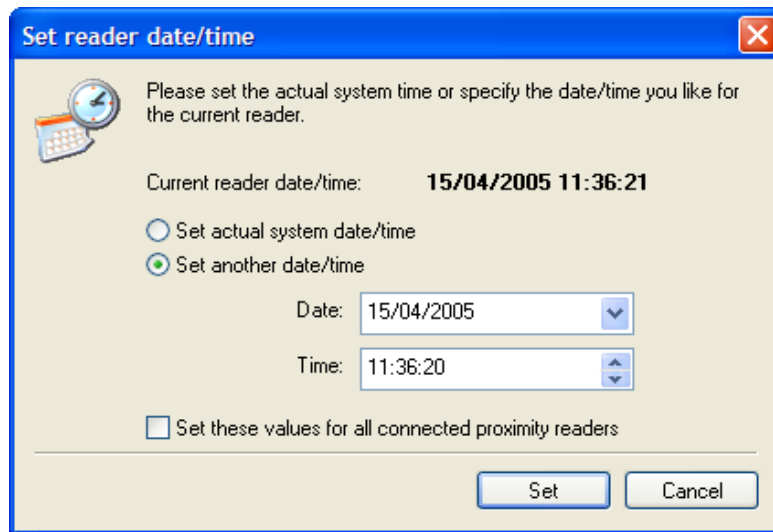 Set reader date/time
Please set the actual system time or specify the date/time you like for
the current reader.
Current reader date/time: 15/04/2005 11:36:21
Set actual system date/time
Set another date/time
Date: 15/04/2005
Time: 11:36:20
Set these values for all connected proximity readers
Set Cancel